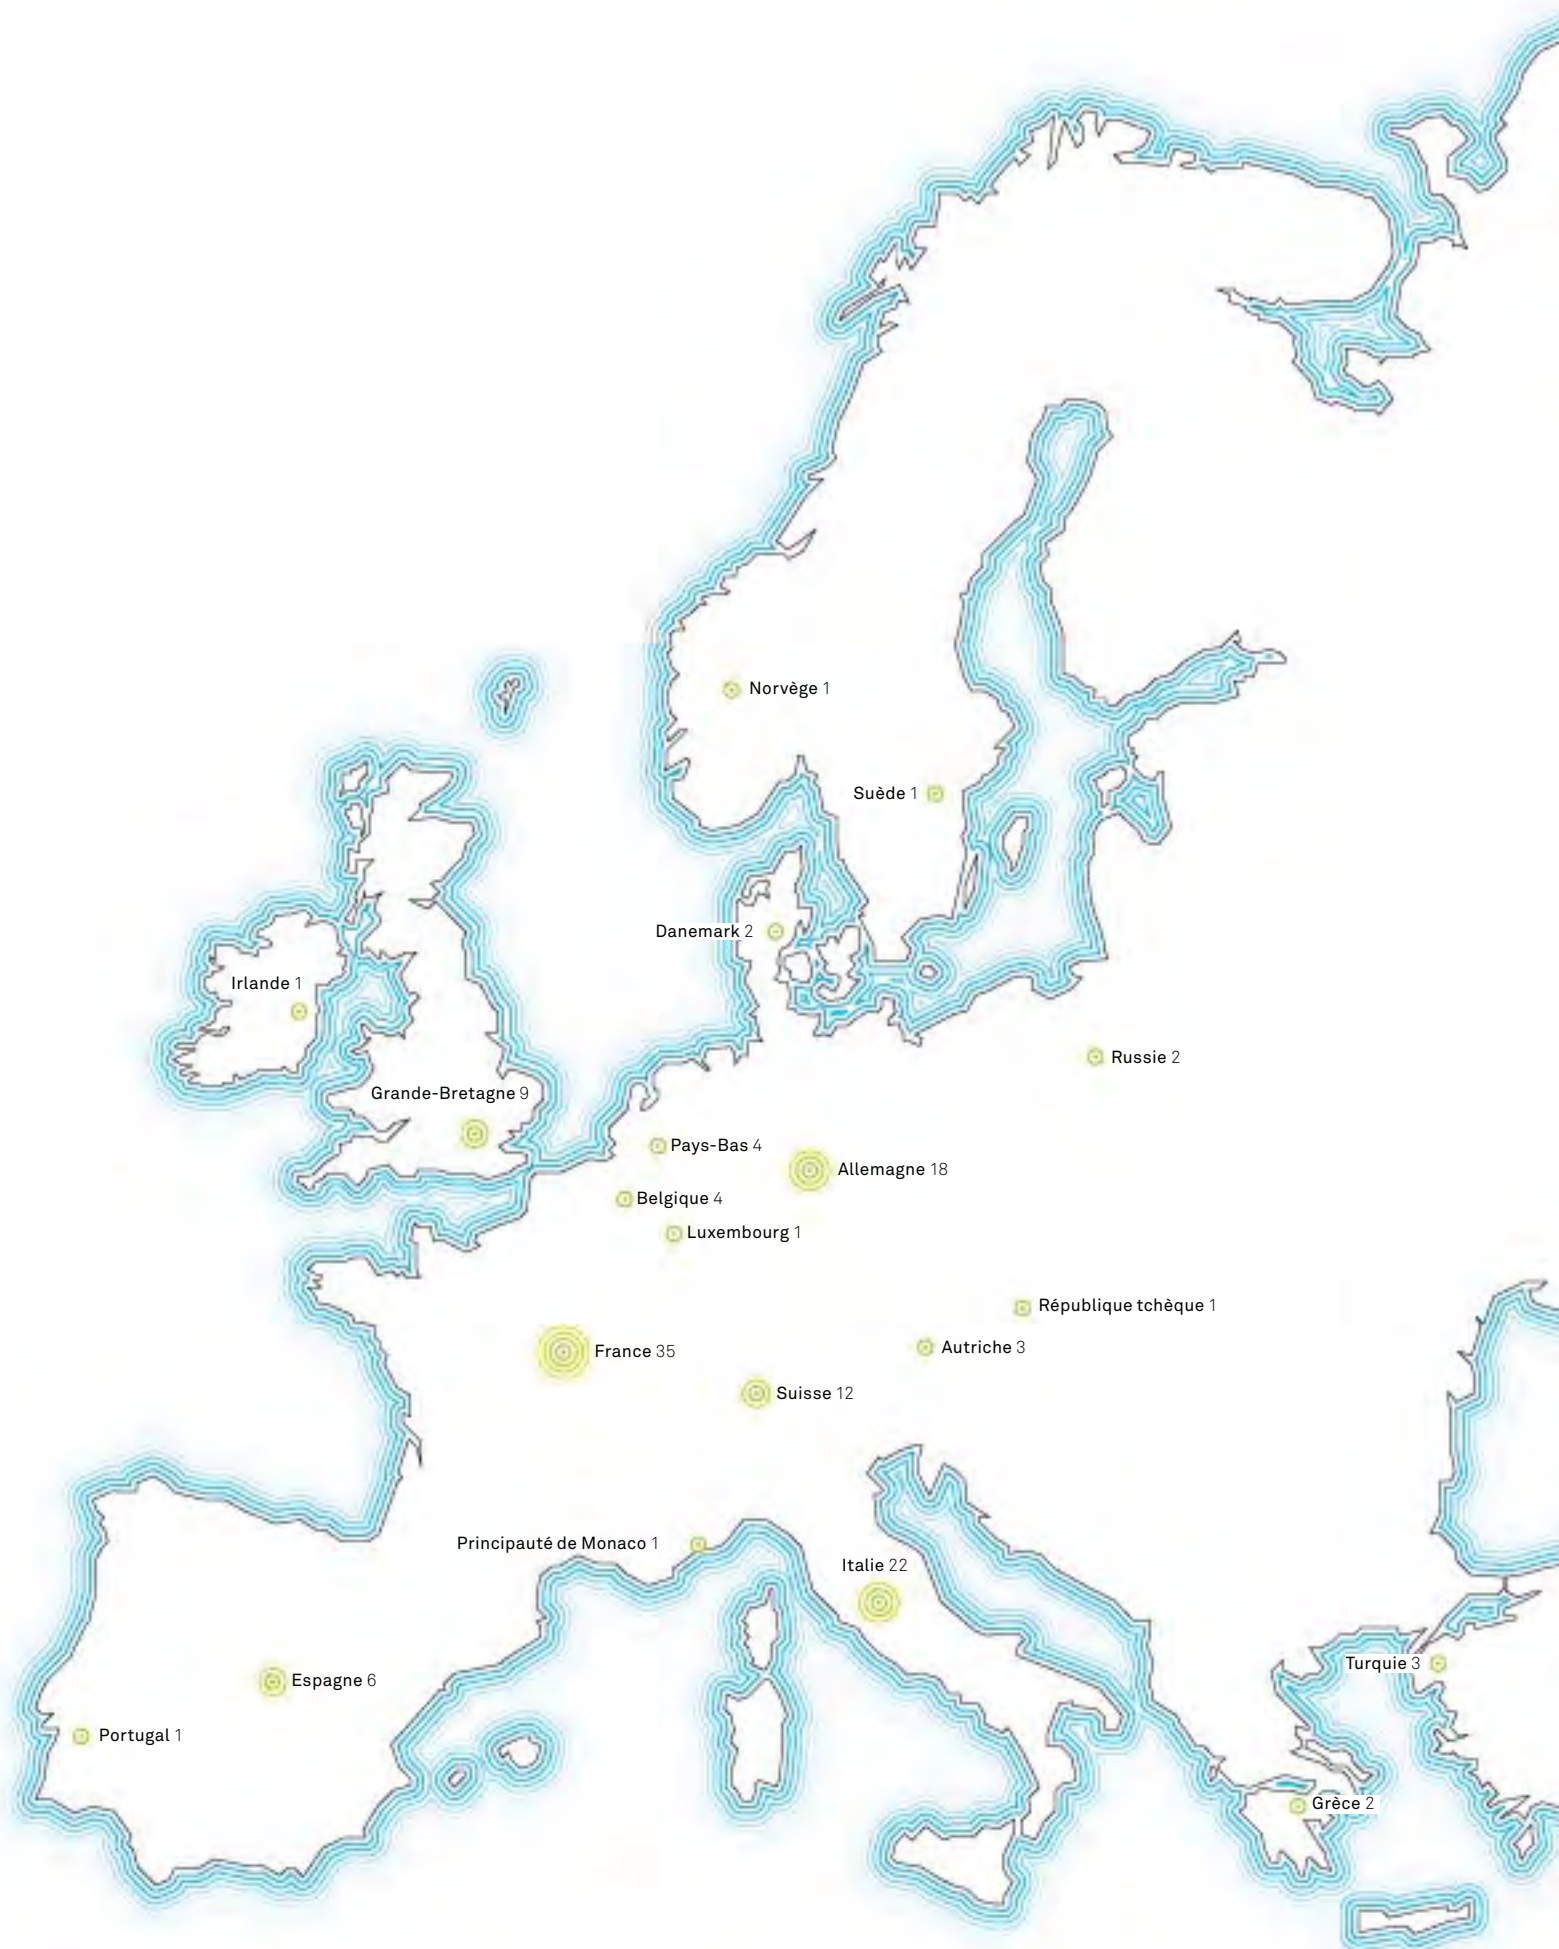 Norvège 1
Suède 1
Danemark 2
Irlande 1
Russie 2
Grande-Bretagne 9
Pays-Bas 4
Allemagne 18
Belgique 4
Luxembourg 1
République tchèque 1
Autriche 3
France 35
Suisse 12
Principauté de Monaco 1
Italie 22
Turquie 3
Espagne 6
Portugal 1
Grèce 2